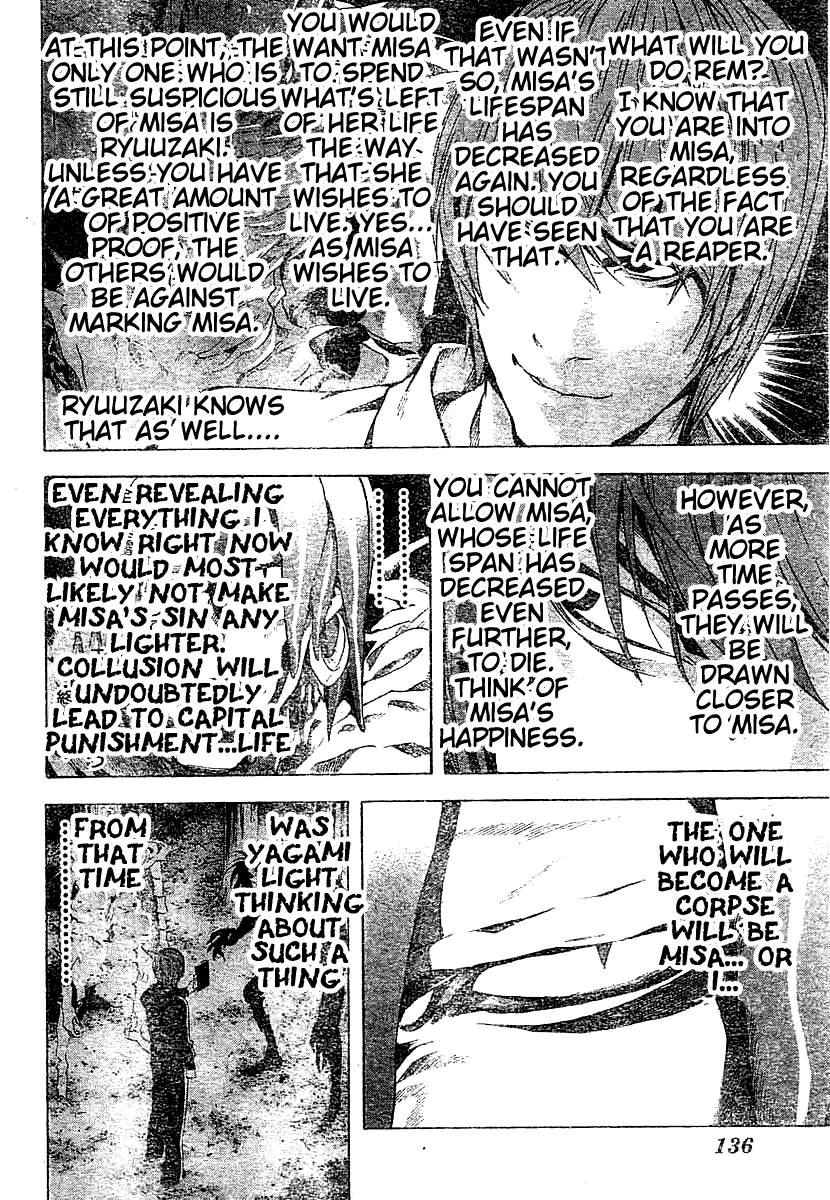 WHAT WILL YOU
DO REM?
I KNOW THAT
YOU ARE INTO
MISA,
REGARDLESS
OF THE FACT
THAT YOU ARE
A REAPER.
EVEN IF
THAT WASN'T
SO, MISA'S
LIFESPAN
HAS
DECREASED
AGAIN. YOU
SHOULD
HAVE SEEN
THAT.
YOU WOULD
WANT MISA
TO SPEND
WHAT'S LEFT
OF HER LIFE
THE WAY
THAT SHE
WISHES TO
LIVE. YES...
AS MISA
WISHES TO
LIVE.
AT THIS POINT, THE
ONLY ONE WHO IS
STILL SUSPICIOUS
OF MISA IS
RYUUZAKI.
UNLESS YOU HAVE
A GREAT AMOUNT
OF POSITIVE
PROOF, THE
OTHERS WOULD
BE AGAINST
MARKING MISA.
RYUUZAKI KNOWS
THAT AS WELL....
HOWEVER,
AS
MORE
TIME
PASSES,
THEY WILL
BE
DRAWN
CLOSER
TO MISA.
YOU CANNOT
ALLOW MISA,
WHOSE LIFE
SPAN HAS
DECREASED
EVEN
FURTHER,
TO DIE.
THINK OF
MISA'S
HAPPINESS.
EVEN REVEALING
EVERYTHING I
KNOW RIGHT NOW
WOULD MOST
LIKELY NOT MAKE
MISA'S SIN ANY
LIGHTER.
COLLUSION WILL
UNDOUBTEDLY
LEAD TO CAPITAL
PUNISHMENT...LIFE
THE ONE
WHO WILL
BECOME A
CORPSE
WILL BE
MISA... OR
I...
WAS
YAGAMI
LIGHT
THINKING
ABOUT
SUCH A
THING
FROM
THAT
TIME
136